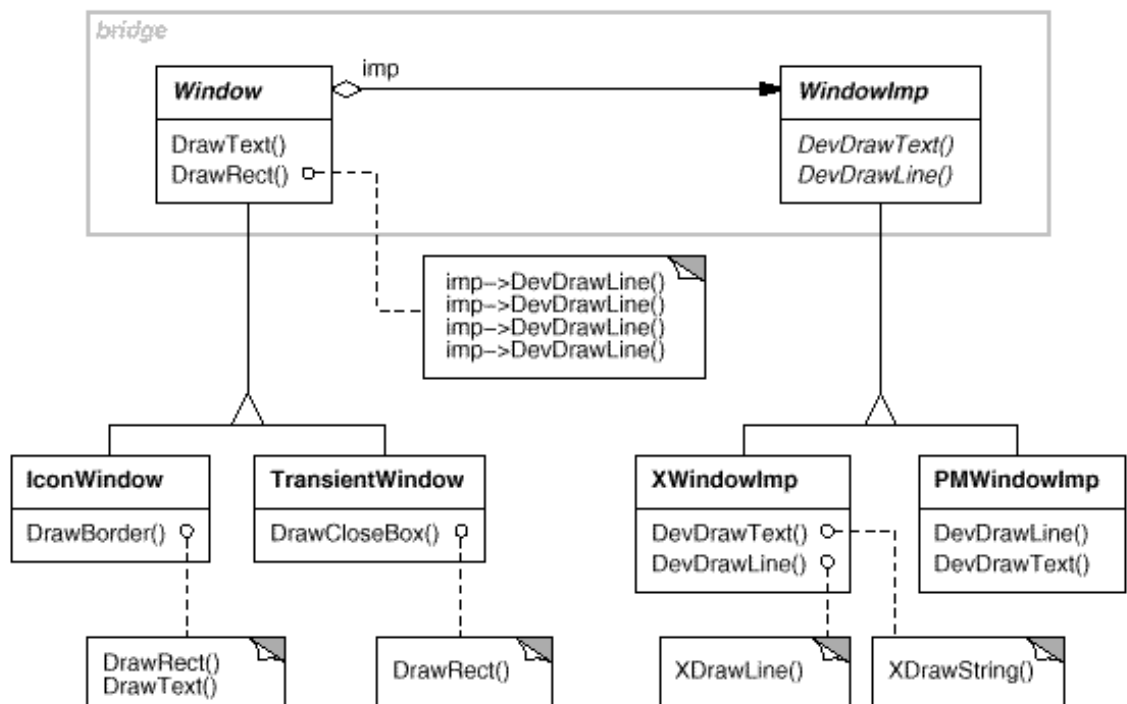 bridge
imp
Window
DrawText()
DrawRect()
WindowImp
DevDrawText()
DevDrawLine()
imp->DevDrawLine()
imp->DevDrawLine()
imp->DevDrawLine()
imp->DevDrawLine()
IconWindow
DrawBorder()
TransientWindow
DrawCloseBox()
XWindowImp
DevDrawText()
DevDrawLine()
PMWindowImp
DevDrawLine()
DevDrawText()
DrawRect()
DrawText()
DrawRect()
XDrawLine()
XDrawString()